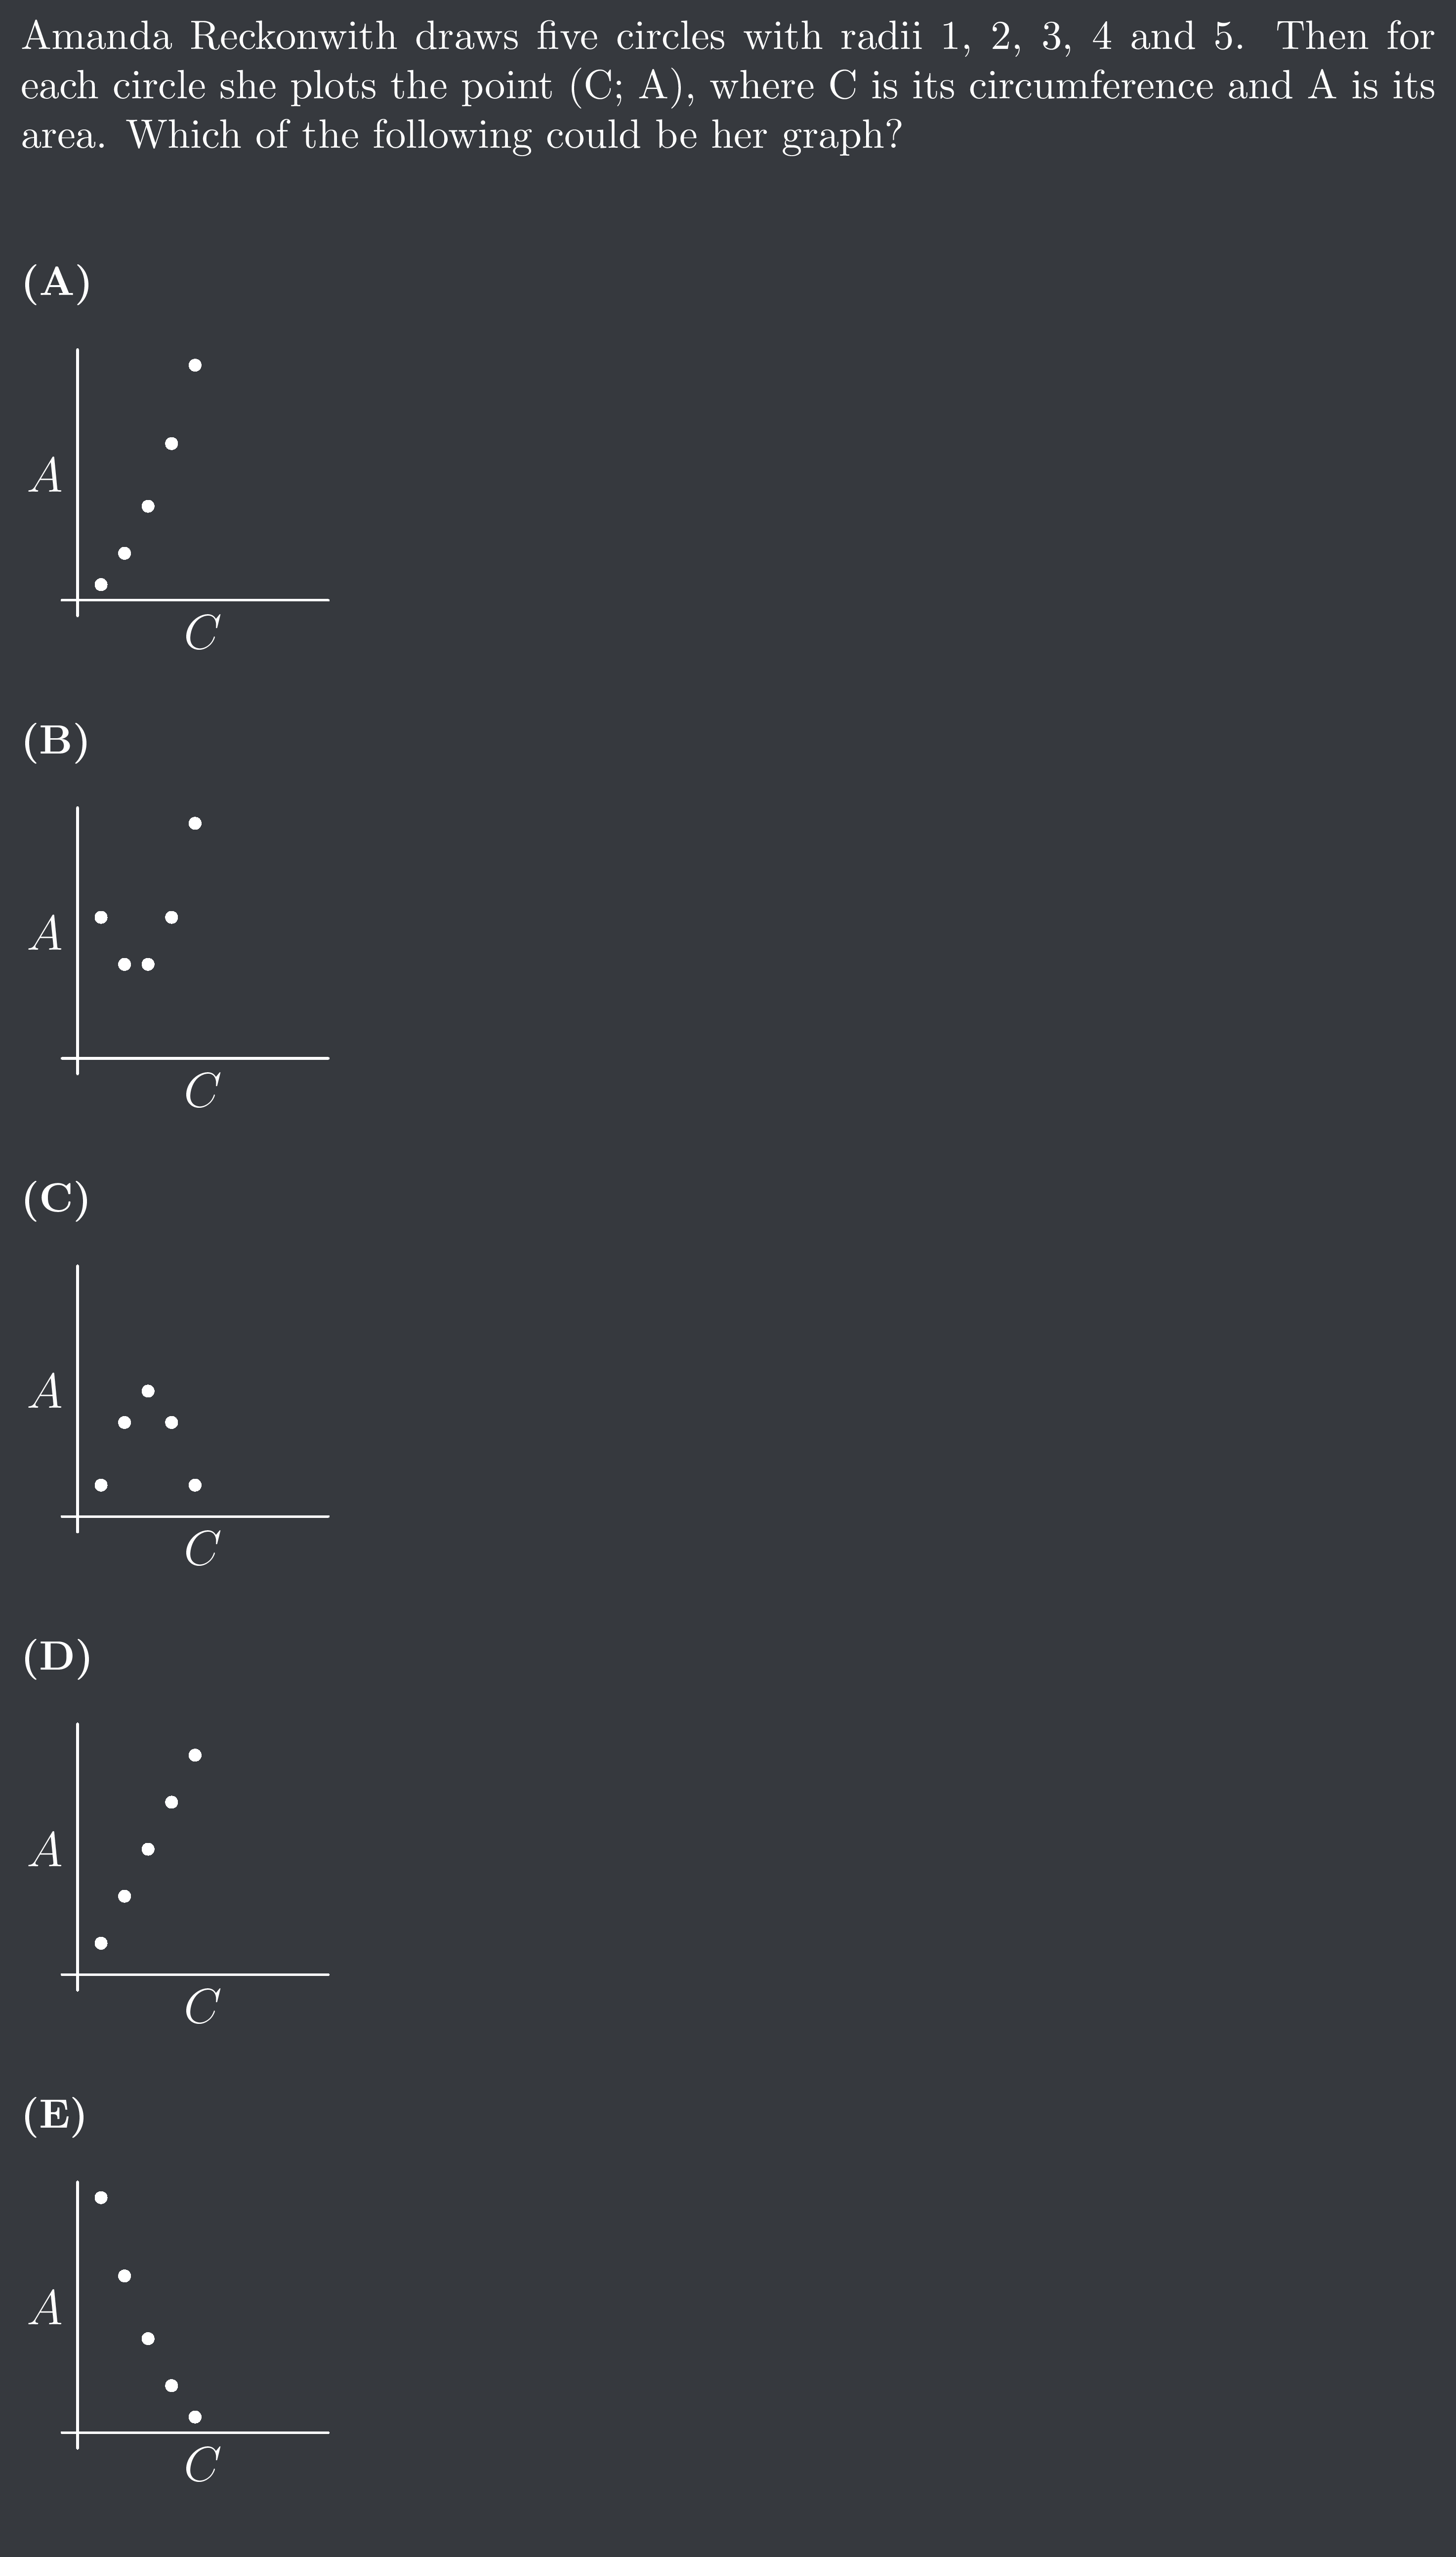 Amanda Reckonwith draws five circles with radii 1, 2, 3, 4 and 5. Then for
each circle she plots the point (C; A), where C is its circumference and A is its
area. Which of the following could be her graph?
(A)
A
C
(B)
A
C
(C)
A
C
(D)
A
C
(E)
A
C